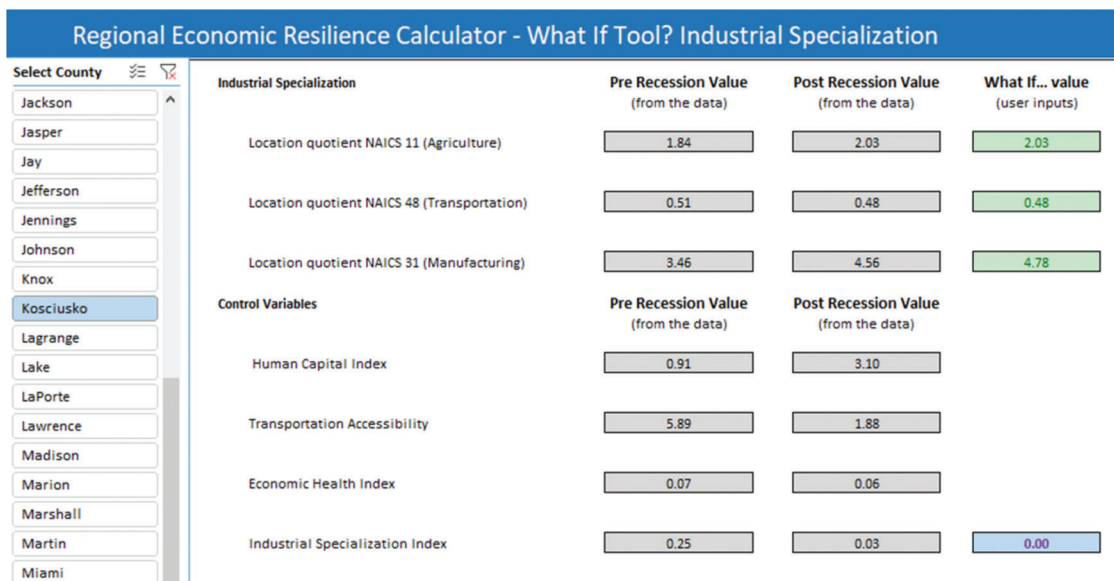 Regional Economic Resilience Calculator - What If Tool? Industrial Specialization
Select County
Jackson
Jasper
Jay
Jefferson
Jennings
Johnson
Knox
Kosciusko
Lagrange
Lake
LaPorte
Lawrence
Madison
Marion
Marshall
Martin
Miami
Industrial Specialization Pre Recession Value Post Recession Value What If... value
(from the data) (from the data) (user inputs)
Location quotient NAICS 11 (Agriculture) 1.84 2.03 2.03
Location quotient NAICS 48 (Transportation) 0.51 0.48 0.48
Location quotient NAICS 31 (Manufacturing) 3.46 4.56 4.78
Control Variables Pre Recession Value Post Recession Value
(from the data) (from the data)
Human Capital Index 0.91 3.10
Transportation Accessibility 5.89 1.88
Economic Health Index 0.07 0.06
Industrial Specialization Index 0.25 0.03 0.00